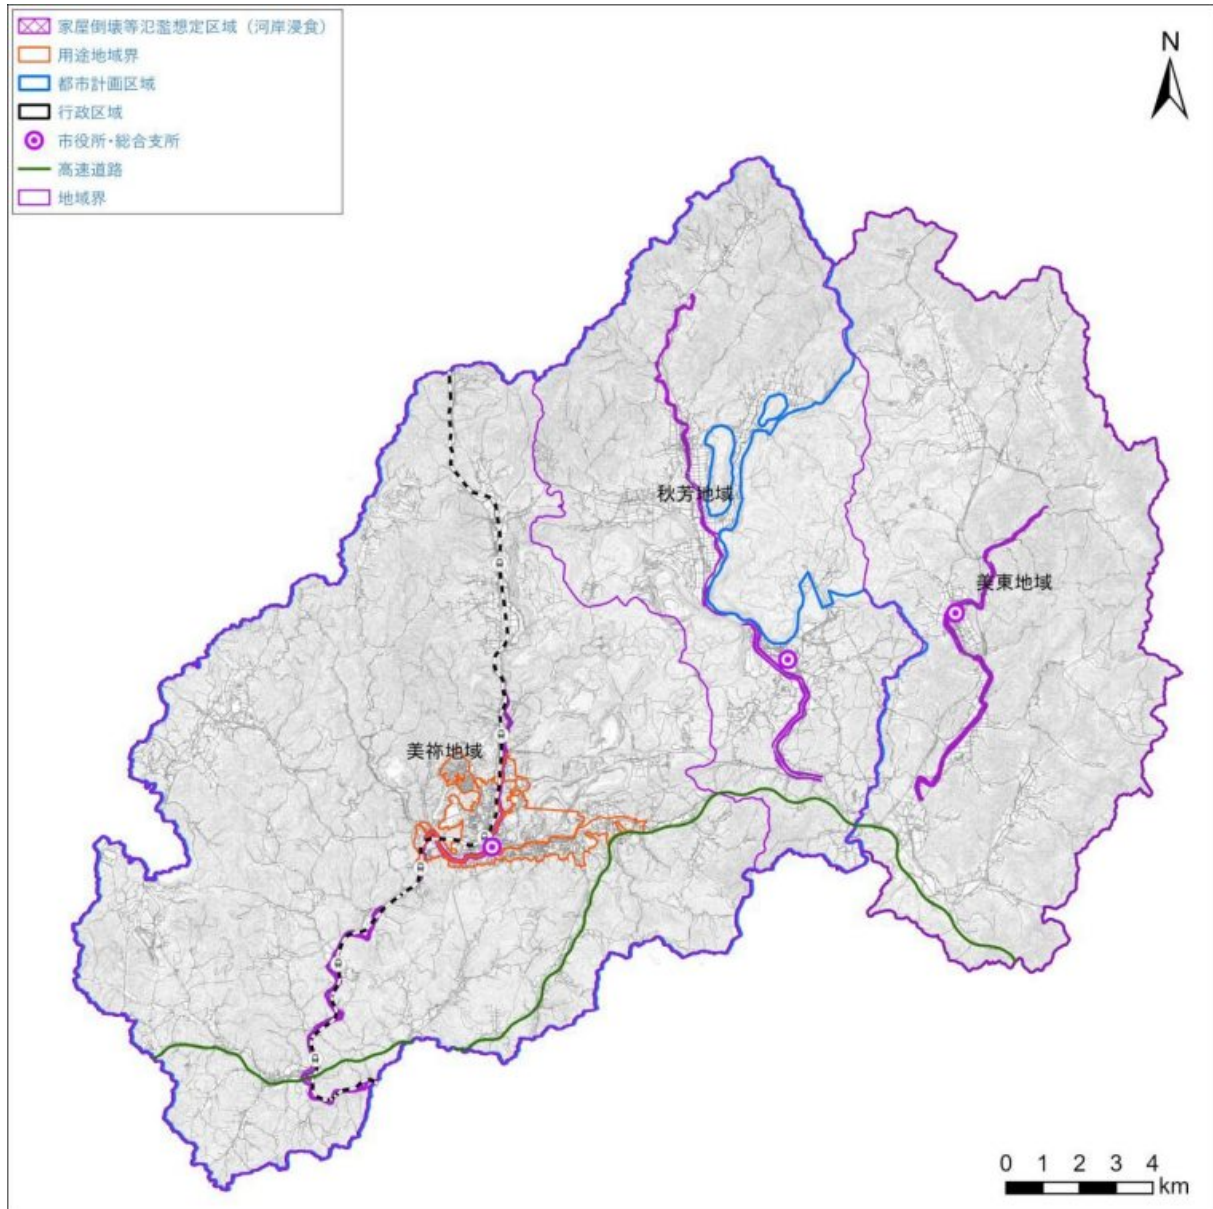 家屋倒壊等氾濫想定区域（河岸浸食）
用途地域界
都市計画区域
行政区域
市役所・総合支所
高速道路
地域界
N
秋芳地域
美東地域
美祢地域
0 1 2 3 4
km